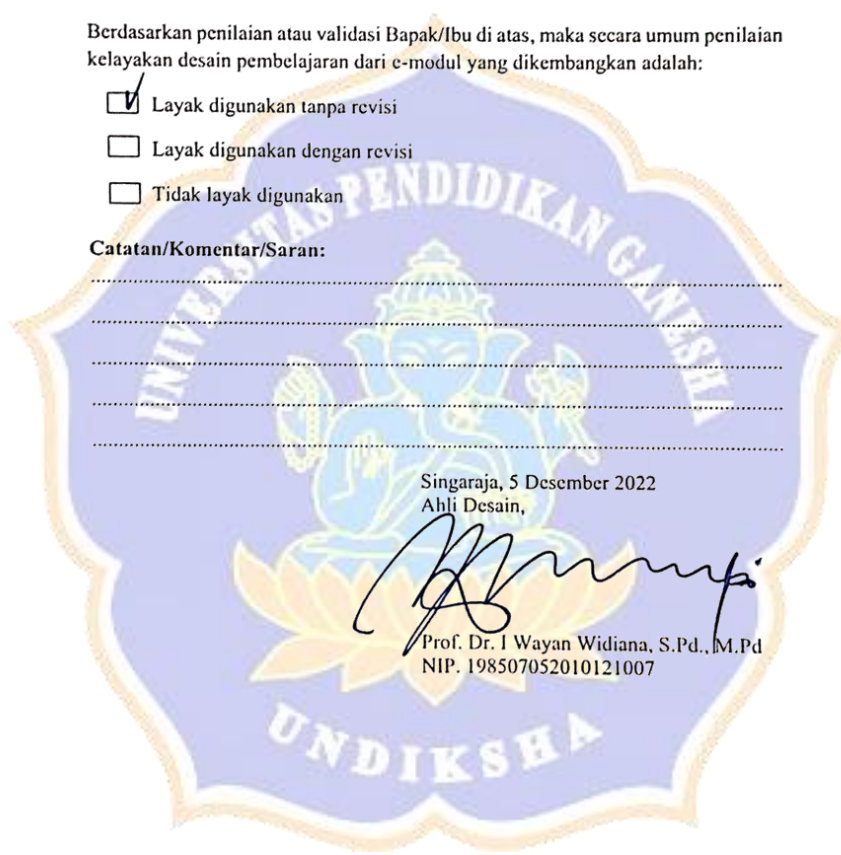 Berdasarkan penilaian atau validasi Bapak/Ibu di atas, maka secara umum penilaian
kelayakan desain pembelajaran dari e-modul yang dikembangkan adalah:
Layak digunakan tanpa revisi
Layak digunakan dengan revisi
Tidak layak digunakan
UNIVERSITAS PENDIDIKAN GANESHA
Catatan/Komentar/Saran:
Singaraja, 5 Desember 2022
Ahli Desain,
Prof. Dr. I Wayan Widiana, S.Pd., M.Pd
NIP. 198507052010121007
UNDIKSHA